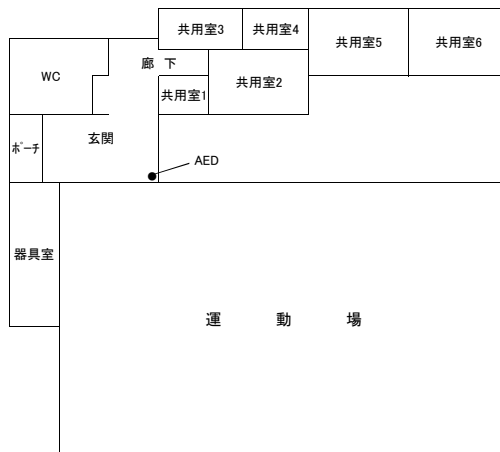 共用室3
共用室4
共用室5
共用室6
廊 下
WC
共用室2
共用室1
玄関
ﾎﾟｰﾁ
AED
器具室
運 動 場